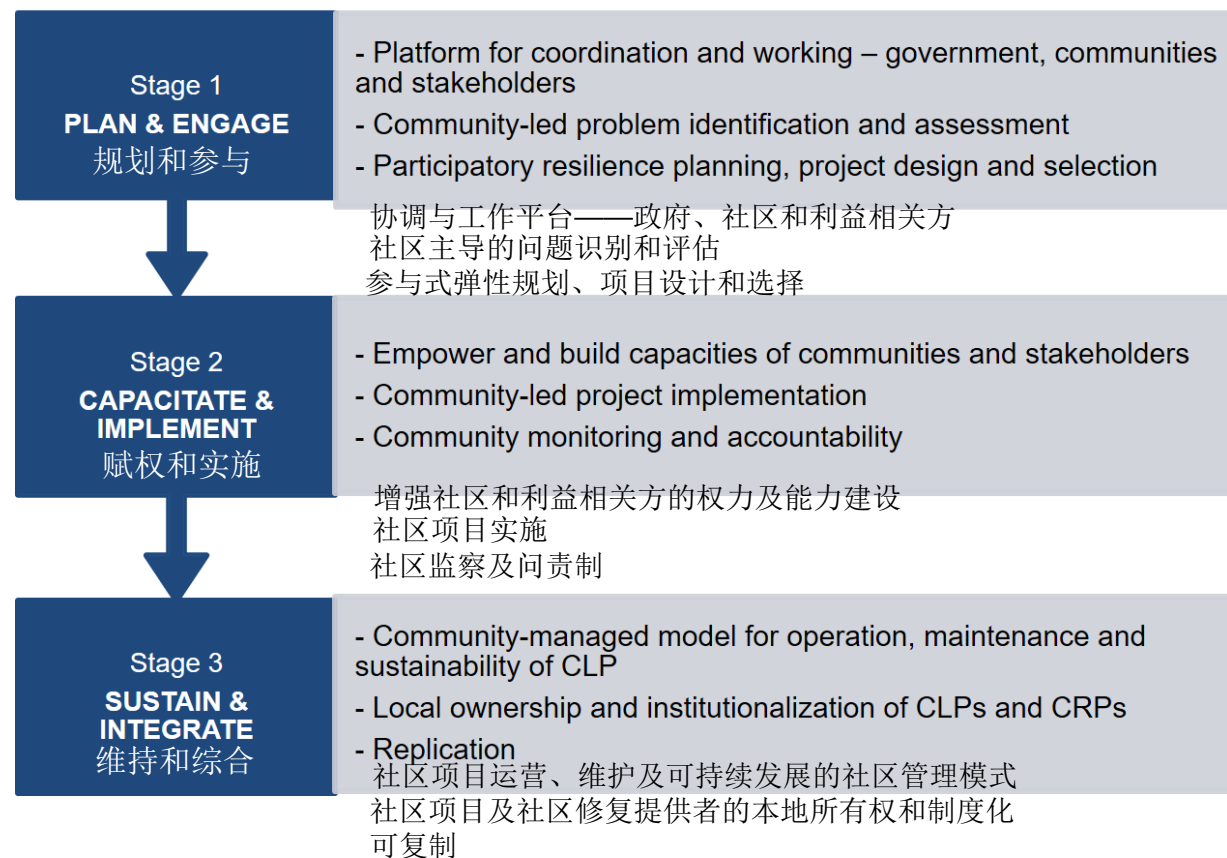 Stage 1
PLAN & ENGAGE
规划和参与
- Platform for coordination and working – government, communities
and stakeholders
- Community-led problem identification and assessment
- Participatory resilience planning, project design and selection
协调与工作平台——政府、社区和利益相关方
社区主导的问题识别和评估
参与式弹性规划、项目设计和选择
Stage 2
CAPACITATE &
IMPLEMENT
赋权和实施
- Empower and build capacities of communities and stakeholders
- Community-led project implementation
- Community monitoring and accountability
增强社区和利益相关方的权力及能力建设
社区项目实施
社区监察及问责制
Stage 3
SUSTAIN &
INTEGRATE
维持和综合
- Community-managed model for operation, maintenance and
sustainability of CLP
- Local ownership and institutionalization of CLPs and CRPs
- Replication
社区项目运营、维护及可持续发展的社区管理模式
社区项目及社区修复提供者的本地所有权和制度化
可复制